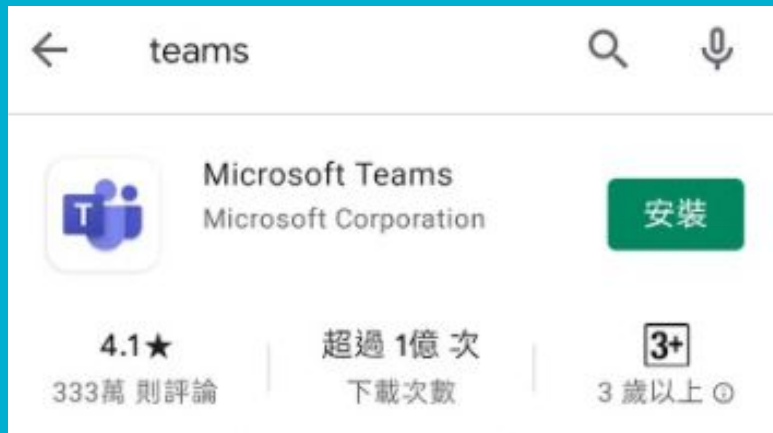 teams
Microsoft Teams
Microsoft Corporation
安裝
T
4.1★
超過 1億 次
3+
333萬 則評論
下載次數
3 歲以上